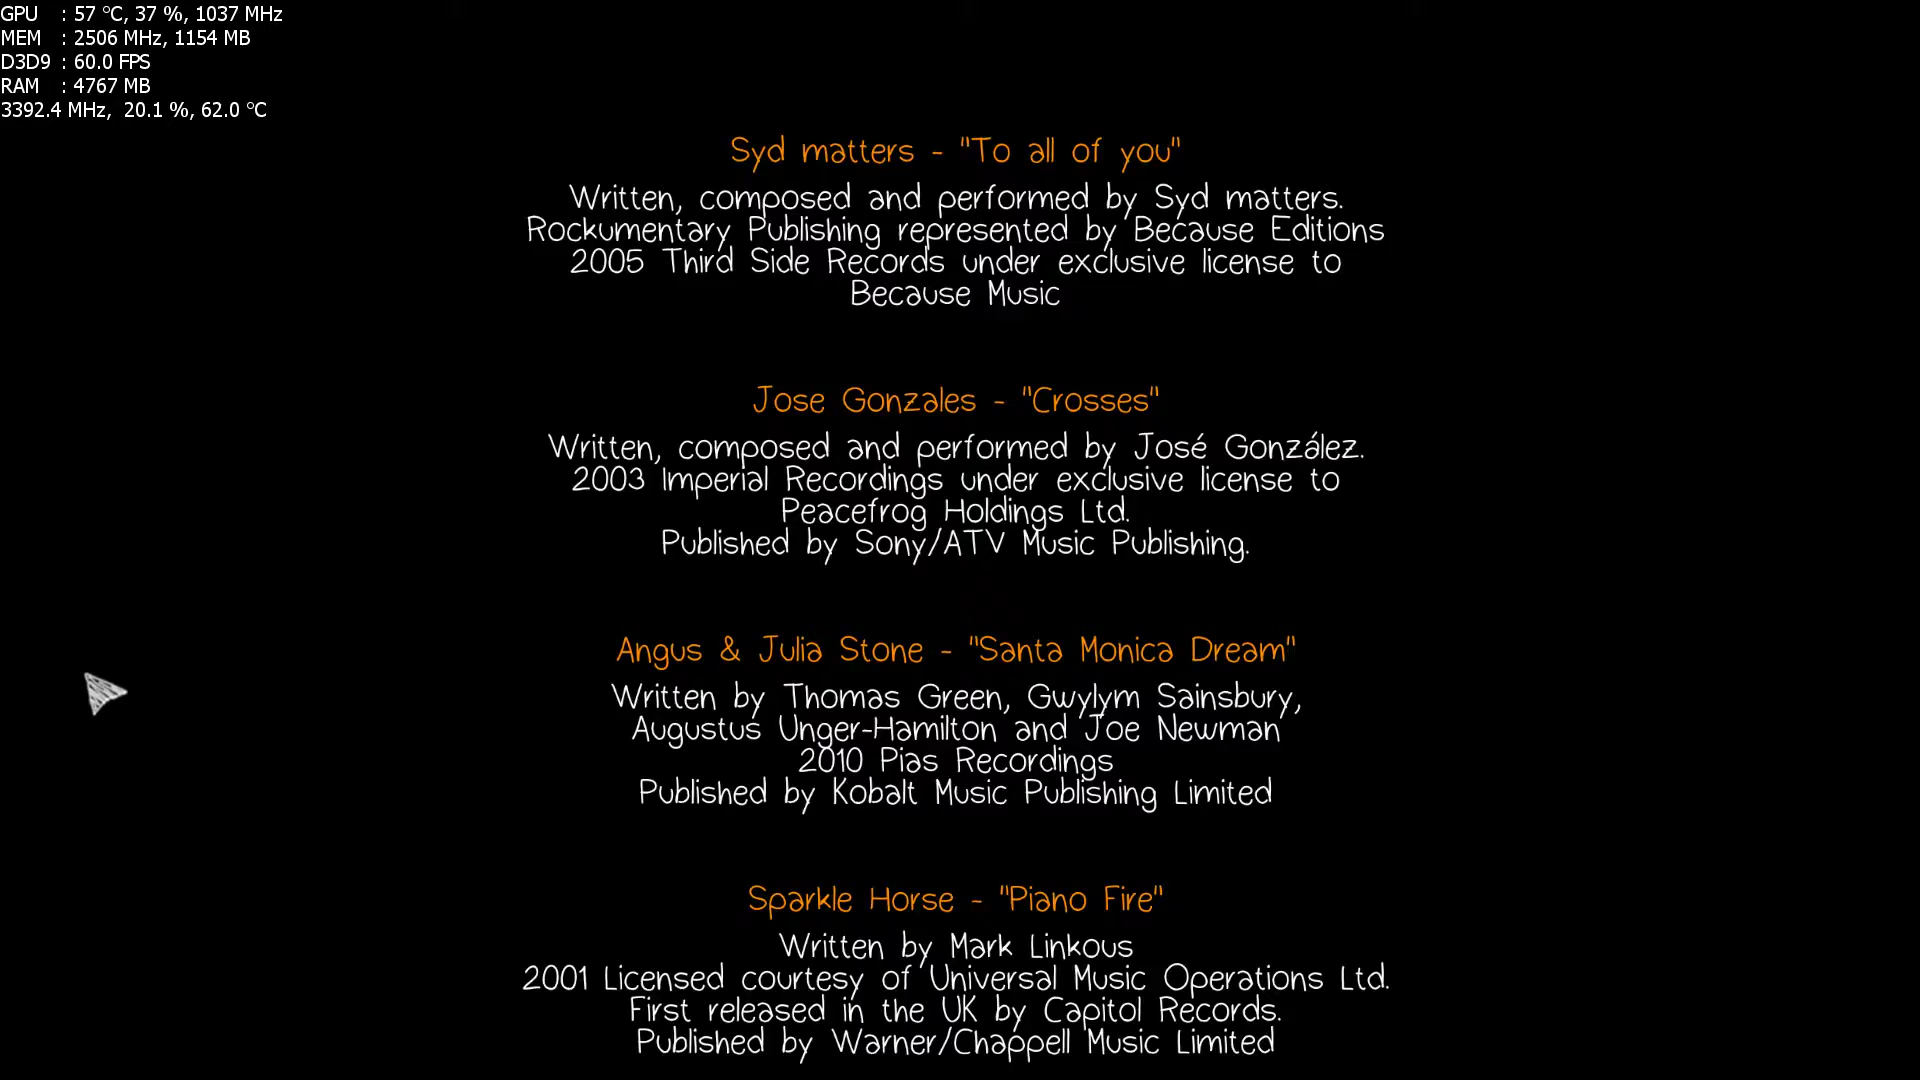 GPU : 57 °C, 37 %, 1037 MHz
MEM : 2506 MHz, 1154 MB
D3D9 : 60.0 FPS
RAM : 4767 MB
3392.4 MHz, 20.1 %, 62.0 °C
Syd matters - "To all of you"
Written, composed and performed by Syd matters.
Rockumentary Publishing represented by Because Editions
2005 Third Side Records under exclusive license to
Because Music
Jose Gonzales - "Crosses"
Written, composed and performed by José González.
2003 Imperial Recordings under exclusive license to
Peacefrog Holdings Ltd.
Published by Sony/ATV Music Publishing.
Angus & Julia Stone - "Santa Monica Dream"
Written by Thomas Green, Gwylym Sainsbury,
Augustus Unger-Hamilton and Joe Newman
2010 Pias Recordings
Published by Kobalt Music Publishing Limited
Sparkle Horse - "Piano Fire"
Written by Mark Linkous
2001 Licensed courtesy of Universal Music Operations Ltd.
First released in the UK by Capitol Records.
Published by Warner/Chappell Music Limited